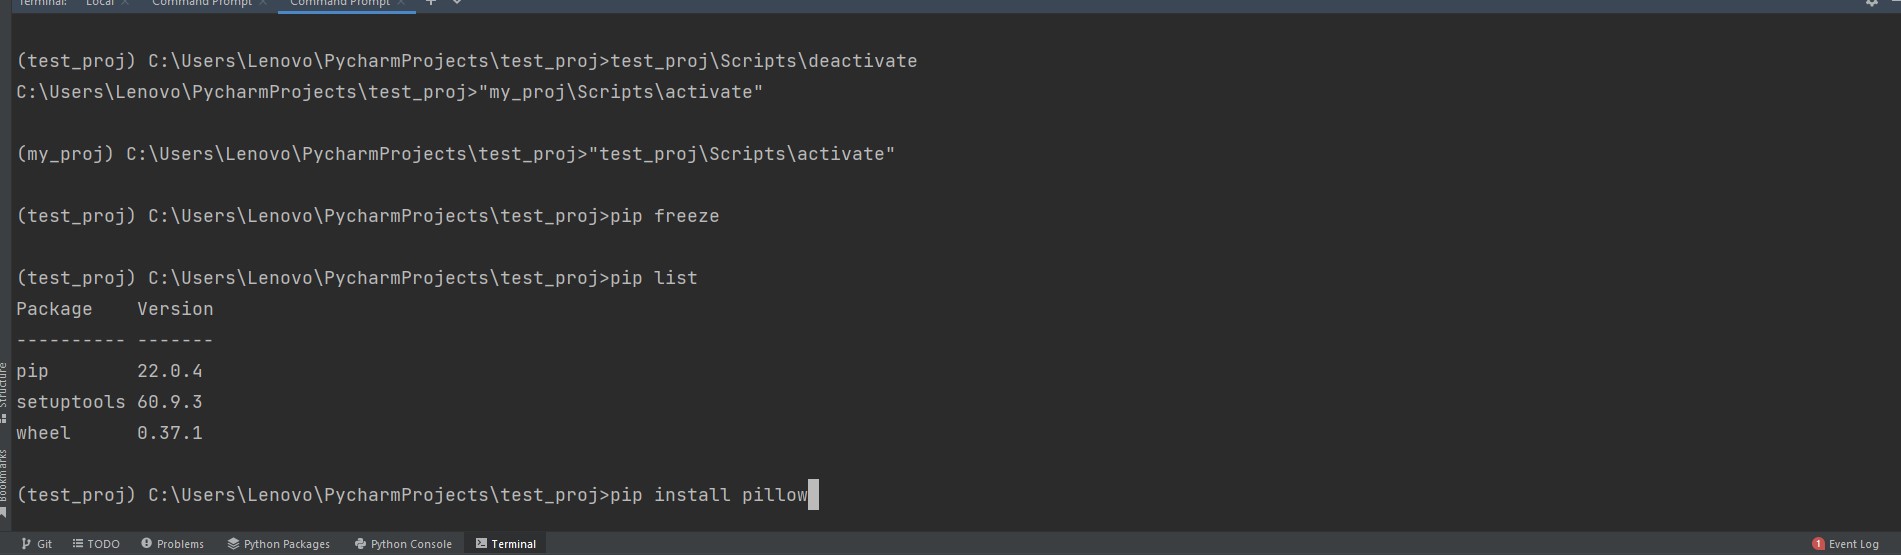 Terminal: Local × Command Prompt × Command Prompt × +
(test_proj) C:\Users\Lenovo\PycharmProjects\test_proj>test_proj\Scripts\deactivate
C:\Users\Lenovo\PycharmProjects\test_proj>"my_proj\Scripts\activate"
(my_proj) C:\Users\Lenovo\PycharmProjects\test_proj>"test_proj\Scripts\activate"
(test_proj) C:\Users\Lenovo\PycharmProjects\test_proj>pip freeze
(test_proj) C:\Users\Lenovo\PycharmProjects\test_proj>pip list
Package    Version
---------- -------
pip        22.0.4
setuptools 60.9.3
wheel      0.37.1
(test_proj) C:\Users\Lenovo\PycharmProjects\test_proj>pip install pillow
Structure
Bookmarks
Git TODO Problems Python Packages Python Console Terminal 1 Event Log